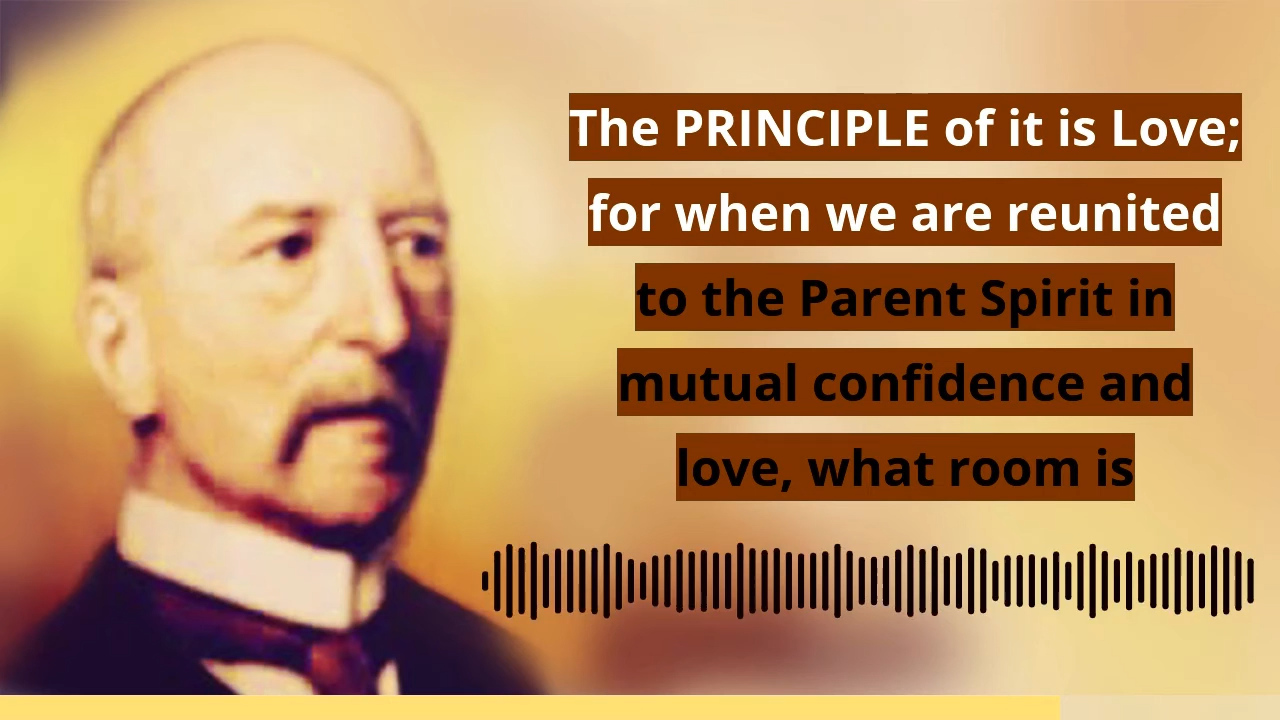 The PRINCIPLE of it is Love;
for when we are reunited
to the Parent Spirit in
mutual confidence and
love, what room is